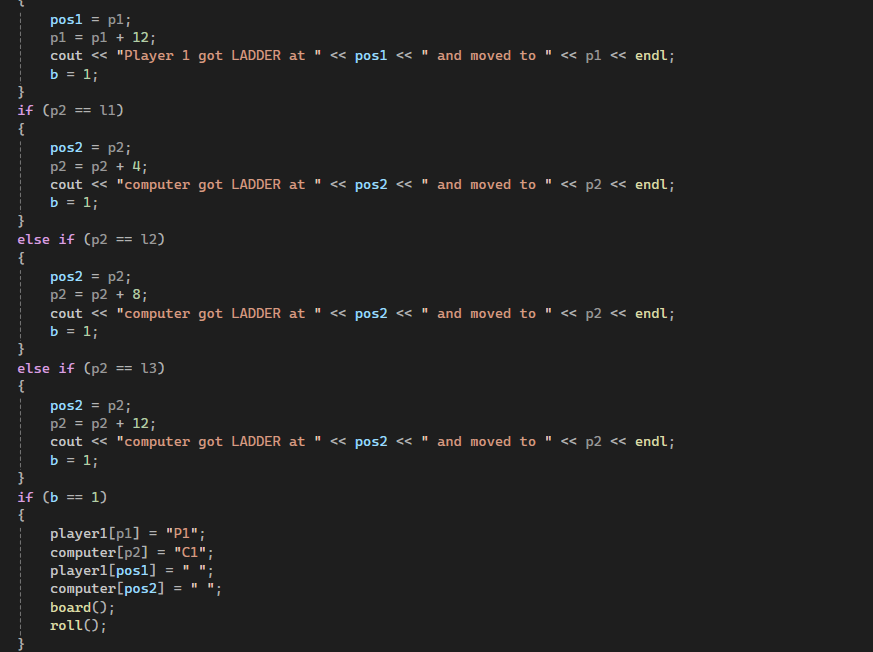 {
pos1 = p1;
p1 = p1 + 12;
cout << "Player 1 got LADDER at " << pos1 << " and moved to " << p1 << endl;
b = 1;
}
if (p2 == l1)
{
pos2 = p2;
p2 = p2 + 4;
cout << "computer got LADDER at " << pos2 << " and moved to " << p2 << endl;
b = 1;
}
else if (p2 == l2)
{
pos2 = p2;
p2 = p2 + 8;
cout << "computer got LADDER at " << pos2 << " and moved to " << p2 << endl;
b = 1;
}
else if (p2 == l3)
{
pos2 = p2;
p2 = p2 + 12;
cout << "computer got LADDER at " << pos2 << " and moved to " << p2 << endl;
b = 1;
}
if (b == 1)
{
player1[p1] = "P1";
computer[p2] = "C1";
player1[pos1] = " ";
computer[pos2] = " ";
board();
roll();
}